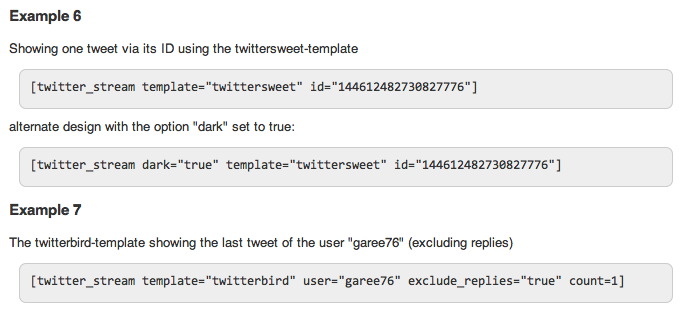 Example 6
Showing one tweet via its ID using the twittersweet-template
[twitter_stream template="twittersweet" id="144612482730827776"]
alternate design with the option "dark" set to true:
[twitter_stream dark="true" template="twittersweet" id="144612482730827776"]
Example 7
The twitterbird-template showing the last tweet of the user "garee76" (excluding replies)
[twitter_stream template="twitterbird" user="garee76" exclude_replies="true" count=1]